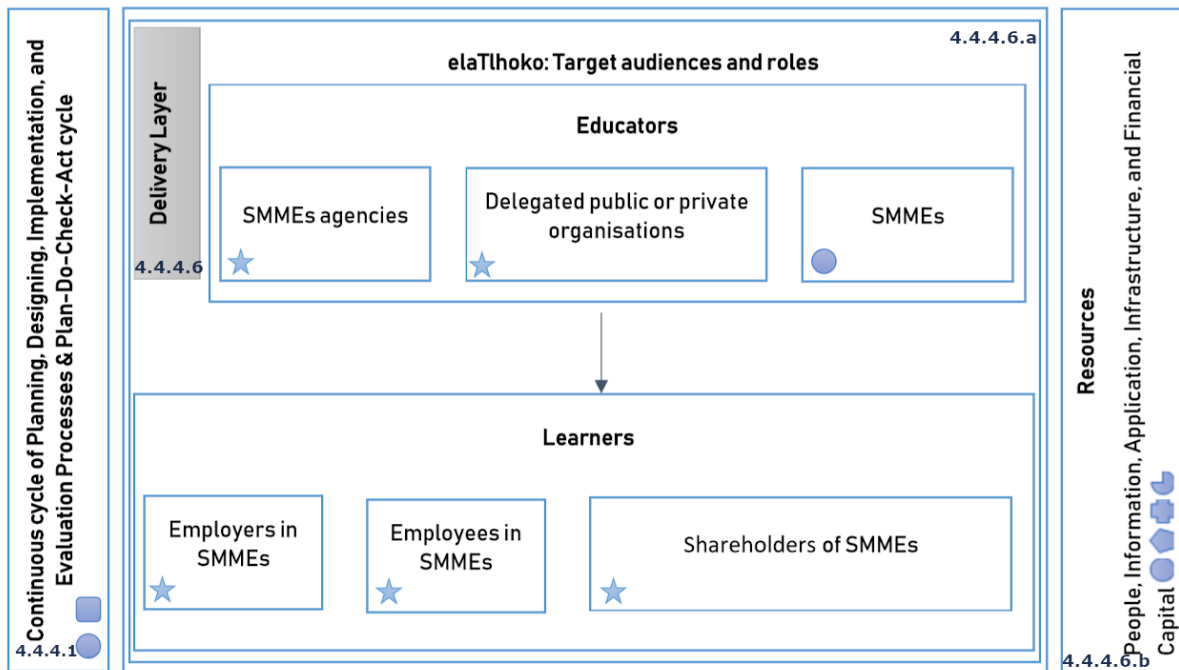 Continuous cycle of Planning, Designing, Implementation, and
Evaluation Processes & Plan-Do-Check-Act cycle
4.4.4.1
Delivery Layer
4.4.4.6
4.4.4.6.a
elaTlhoko: Target audiences and roles
Educators
SMMEs agencies
Delegated public or private
organisations
SMMEs
Learners
Employers in
SMMEs
Employees in
SMMEs
Shareholders of SMMEs
Resources
People, Information, Application, Infrastructure, and Financial
Capital
4.4.4.6.b